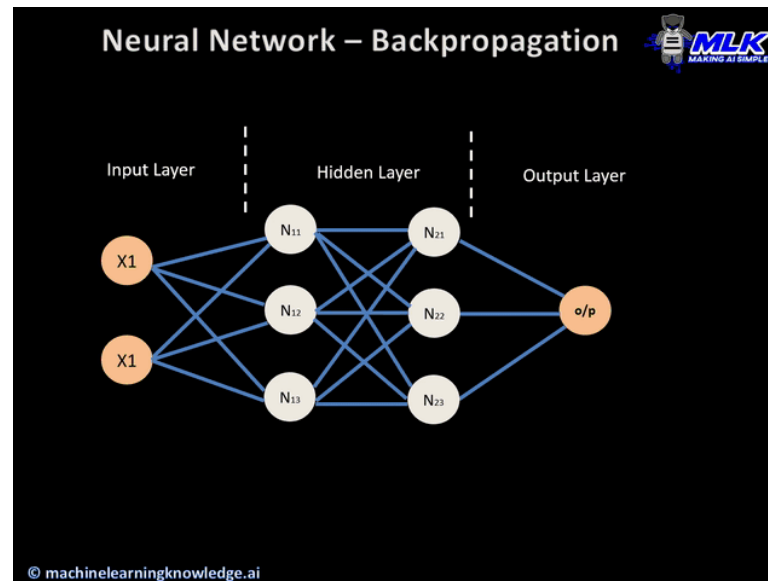 Neural Network – Backpropagation
MLK
MAKING AI SIMPLE
Input Layer
Hidden Layer
Output Layer
X1
X1
N11
N12
N13
N21
N22
N23
o/p
© machinelearningknowledge.ai